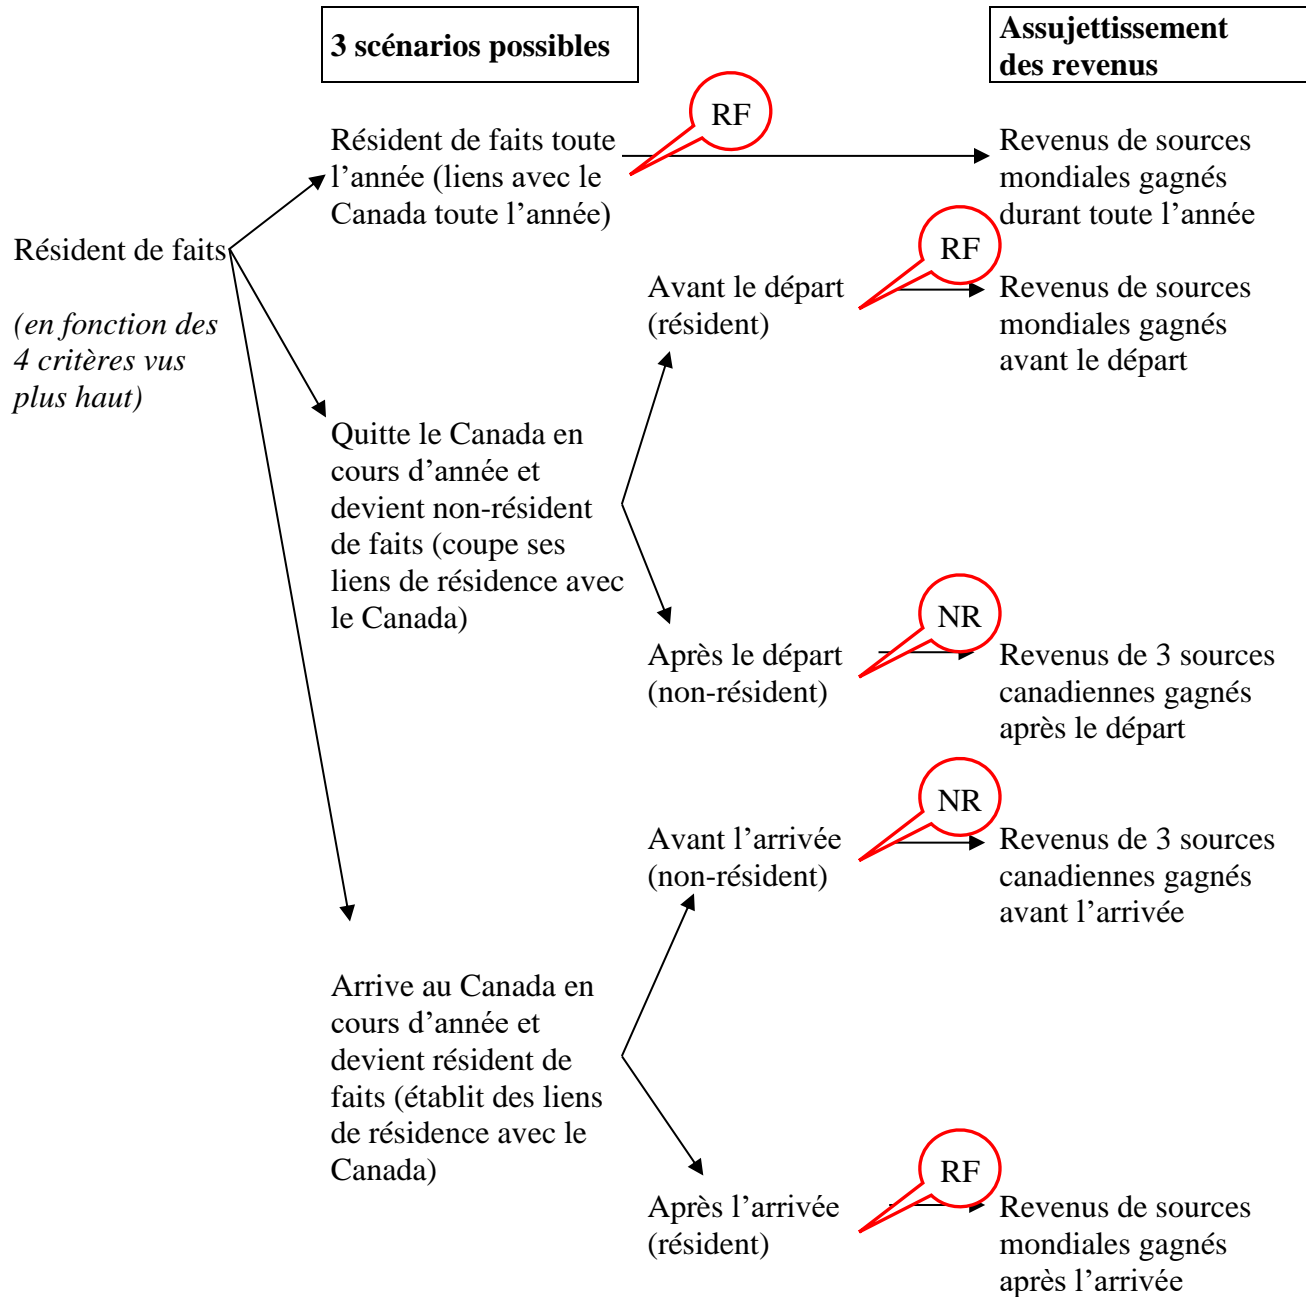 3 scénarios possibles
Assujettissement
des revenus
RF
Résident de faits toute
l’année (liens avec le
Canada toute l’année)
Revenus de sources
mondiales gagnés
durant toute l’année
Résident de faits
(en fonction des
4 critères vus
plus haut)
RF
Avant le départ
(résident)
Revenus de sources
mondiales gagnés
avant le départ
Quitte le Canada en
cours d’année et
devient non-résident
de faits (coupe ses
liens de résidence avec
le Canada)
NR
Après le départ
(non-résident)
Revenus de 3 sources
canadiennes gagnés
après le départ
NR
Avant l’arrivée
(non-résident)
Revenus de 3 sources
canadiennes gagnés
avant l’arrivée
Arrive au Canada en
cours d’année et
devient résident de
faits (établit des liens
de résidence avec le
Canada)
RF
Après l’arrivée
(résident)
Revenus de sources
mondiales gagnés
après l’arrivée